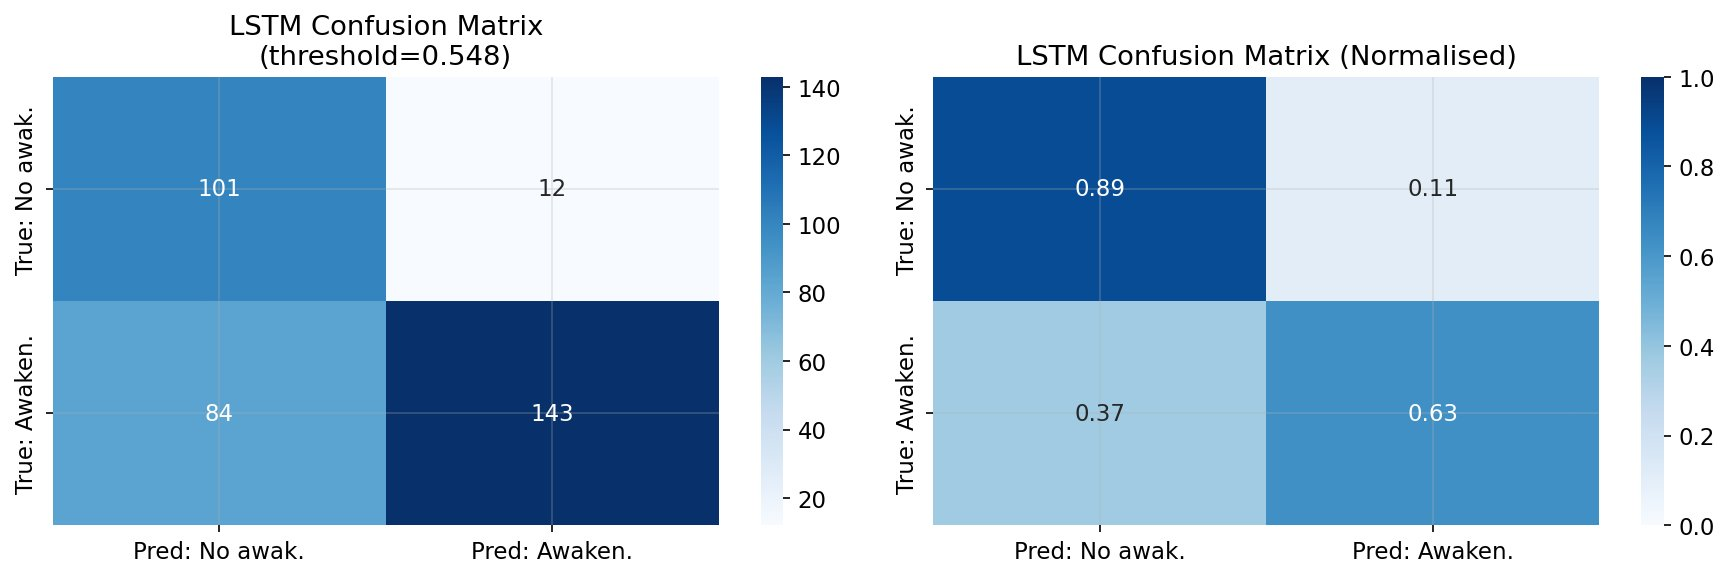 LSTM Confusion Matrix
(threshold=0.548)
True: No awak.
True: Awaken.
101
12
84
143
Pred: No awak.
Pred: Awaken.
140
120
100
80
60
40
20
LSTM Confusion Matrix (Normalised)
True: No awak.
True: Awaken.
0.89
0.11
0.37
0.63
Pred: No awak.
Pred: Awaken.
1.0
0.8
0.6
0.4
0.2
0.0